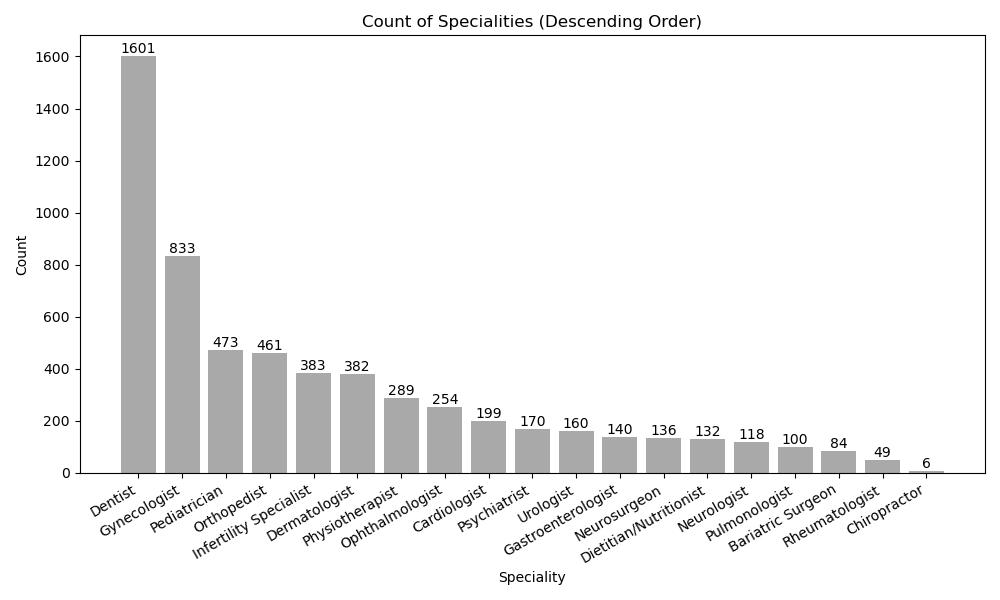 Count of Specialities (Descending Order)
1600
1400
1200
1000
800
600
400
200
0
Count
1601
833
473
461
383
382
289
254
199
170
160
140
136
132
118
100
84
49
6
Dentist
Gynecologist
Pediatrician
Orthopedist
Infertility Specialist
Dermatologist
Physiotherapist
Ophthalmologist
Cardiologist
Psychiatrist
Urologist
Gastroenterologist
Neurosurgeon
Dietitian/Nutritionist
Neurologist
Pulmonologist
Bariatric Surgeon
Rheumatologist
Chiropractor
Speciality